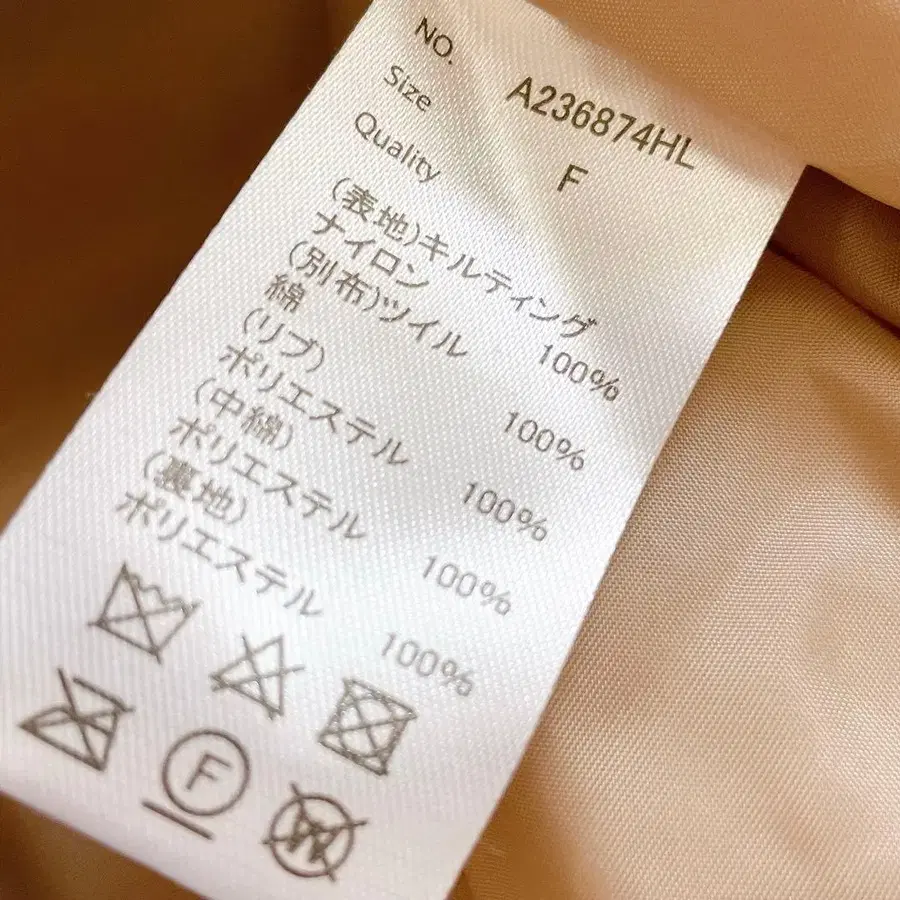 NO. A236874HL
Size F
Quality
(表地)キルティング
ナイロン 100%
(別布)ツイル
綿 100%
(リブ)
ポリエステル 100%
(中綿)
ポリエステル 100%
(裏地)
ポリエステル 100%
F
W